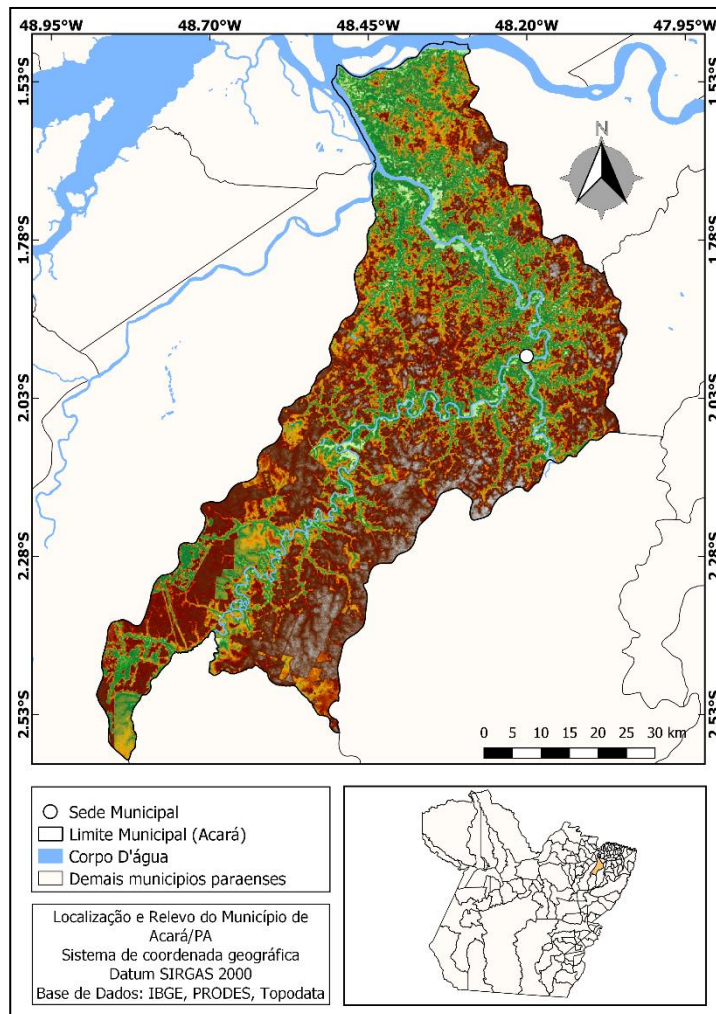 48.95°W 48.70°W 48.45°W 48.20°W 47.95°W
1.53°S 1.53°S
N
1.78°S 1.78°S
2.03°S 2.03°S
2.28°S 2.28°S
2.53°S 2.53°S
0 5 10 15 20 25 30 km
Sede Municipal
Limite Municipal (Acará)
Corpo D'água
Demais municipios paraenses
Localização e Relevo do Município de
Acará/PA
Sistema de coordenada geográfica
Datum SIRGAS 2000
Base de Dados: IBGE, PRODES, Topodata